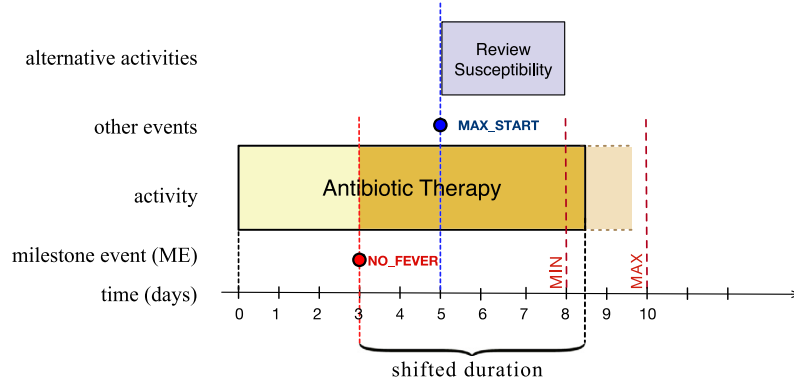 alternative activities
Review
Susceptibility
other events
MAX_START
activity
Antibiotic Therapy
milestone event (ME)
NO_FEVER
MIN
MAX
time (days)
0 1 2 3 4 5 6 7 8 9 10
shifted duration